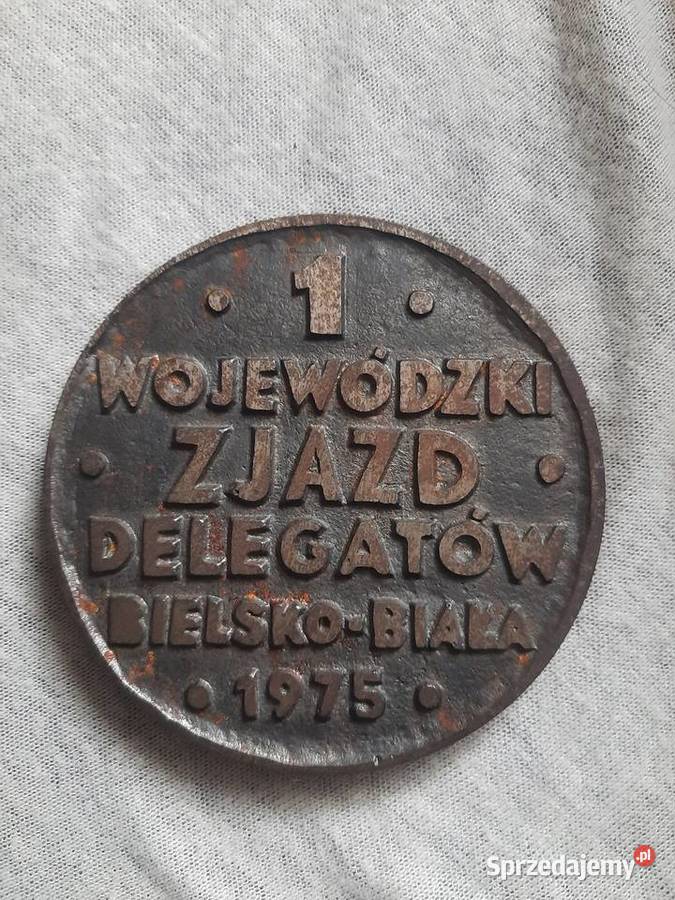 1
WOJEWÓDZKI
ZJAZD
DELEGATÓW
BIELSKO-BIAŁA
1975
Sprzedajemy.pl